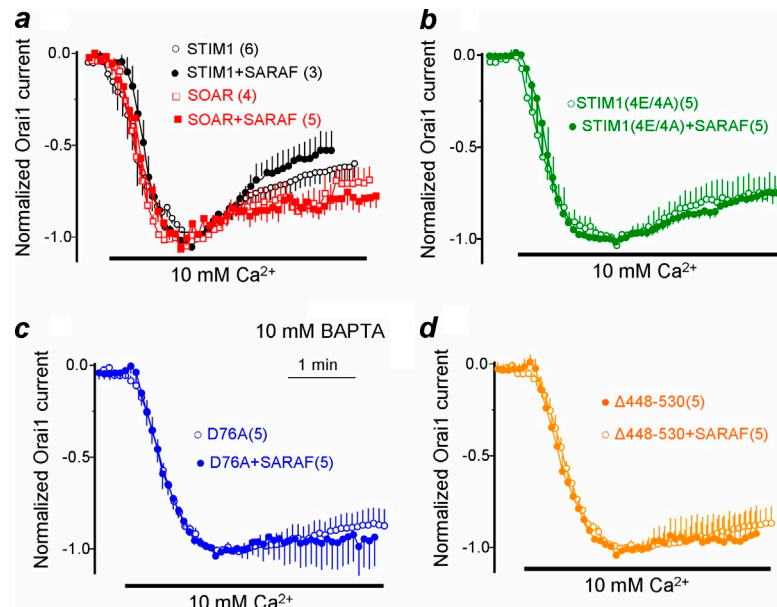 a
Normalized Orai1 current
0.0
-0.5
-1.0
STIM1 (6)
STIM1+SARAF (3)
SOAR (4)
SOAR+SARAF (5)
10 mM Ca²⁺
b
Normalized Orai1 current
0.0
-0.5
-1.0
STIM1(4E/4A)(5)
STIM1(4E/4A)+SARAF(5)
10 mM Ca²⁺
c
10 mM BAPTA
1 min
Normalized Orai1 current
0.0
-0.5
-1.0
D76A(5)
D76A+SARAF(5)
10 mM Ca²⁺
d
Normalized Orai1 current
0.0
-0.5
-1.0
Δ448-530(5)
Δ448-530+SARAF(5)
10 mM Ca²⁺